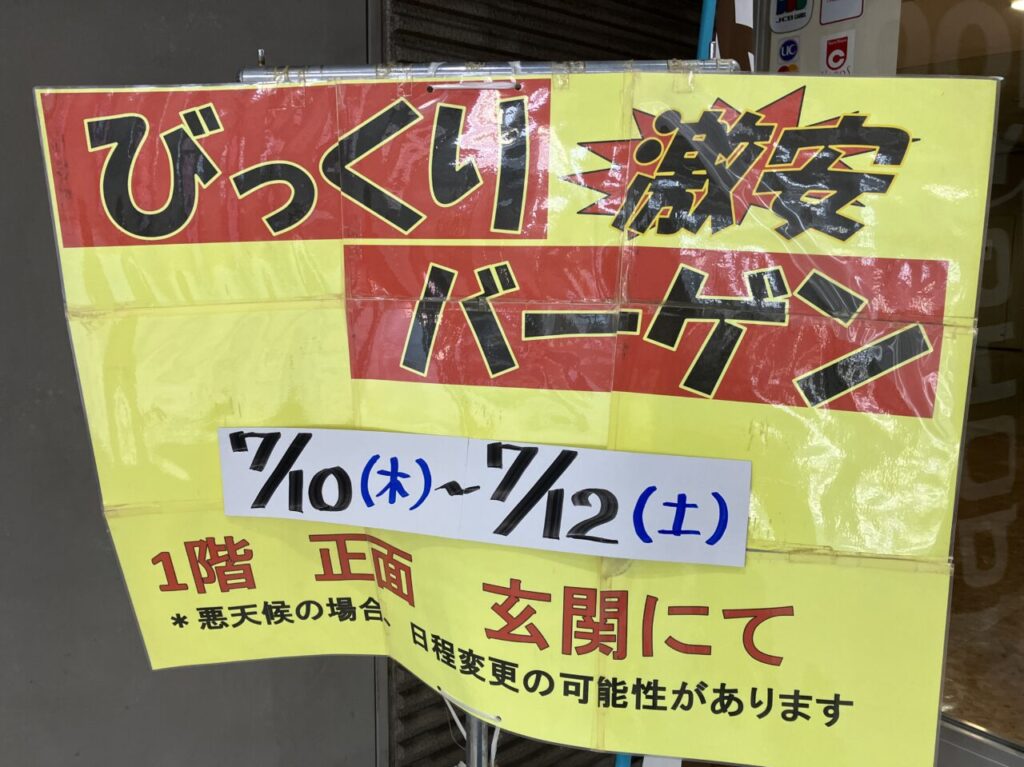 びっくり 激安
バーゲン
7/10(木)~7/12(土)
1階 正面 玄関にて
*悪天候の場合、日程変更の可能性があります
JCB
UC